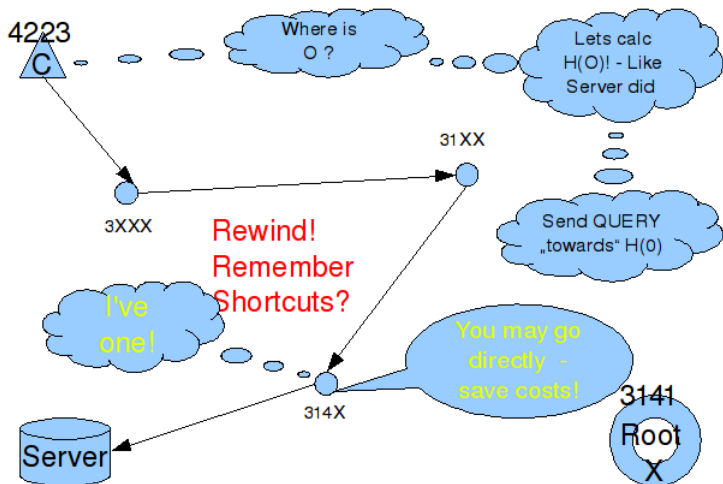 4223
C
Where is
O ?
Lets calc
H(O)! - Like
Server did
31XX
3XXX
Send QUERY
„towards“ H(0)
Rewind!
Remember
Shortcuts?
I've
one!
You may go
directly -
save costs!
314X
3141
Root
X
Server